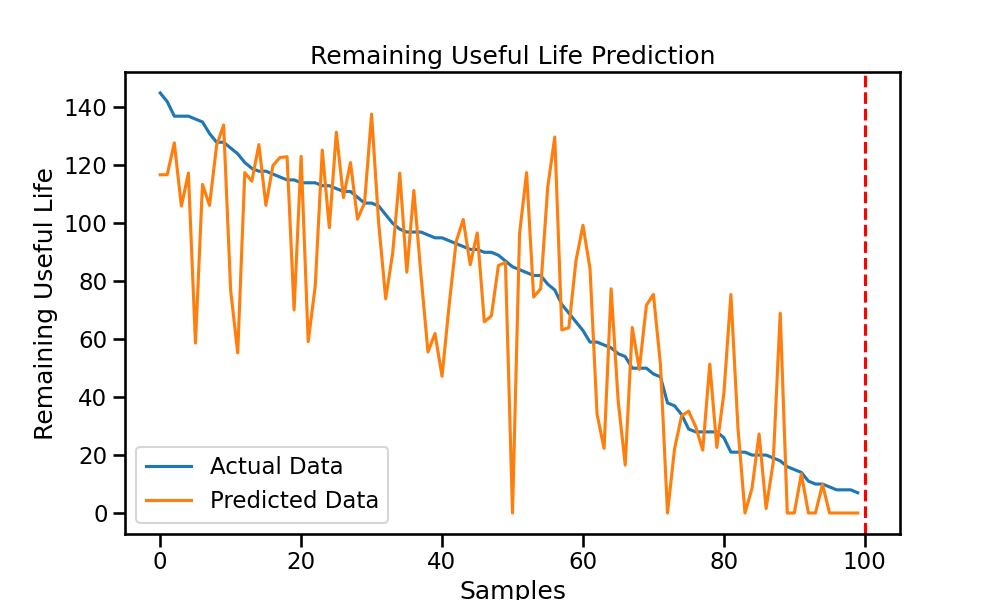 Remaining Useful Life Prediction
Remaining Useful Life
140
120
100
80
60
40
20
0
Actual Data
Predicted Data
0 20 40 60 80 100
Samples